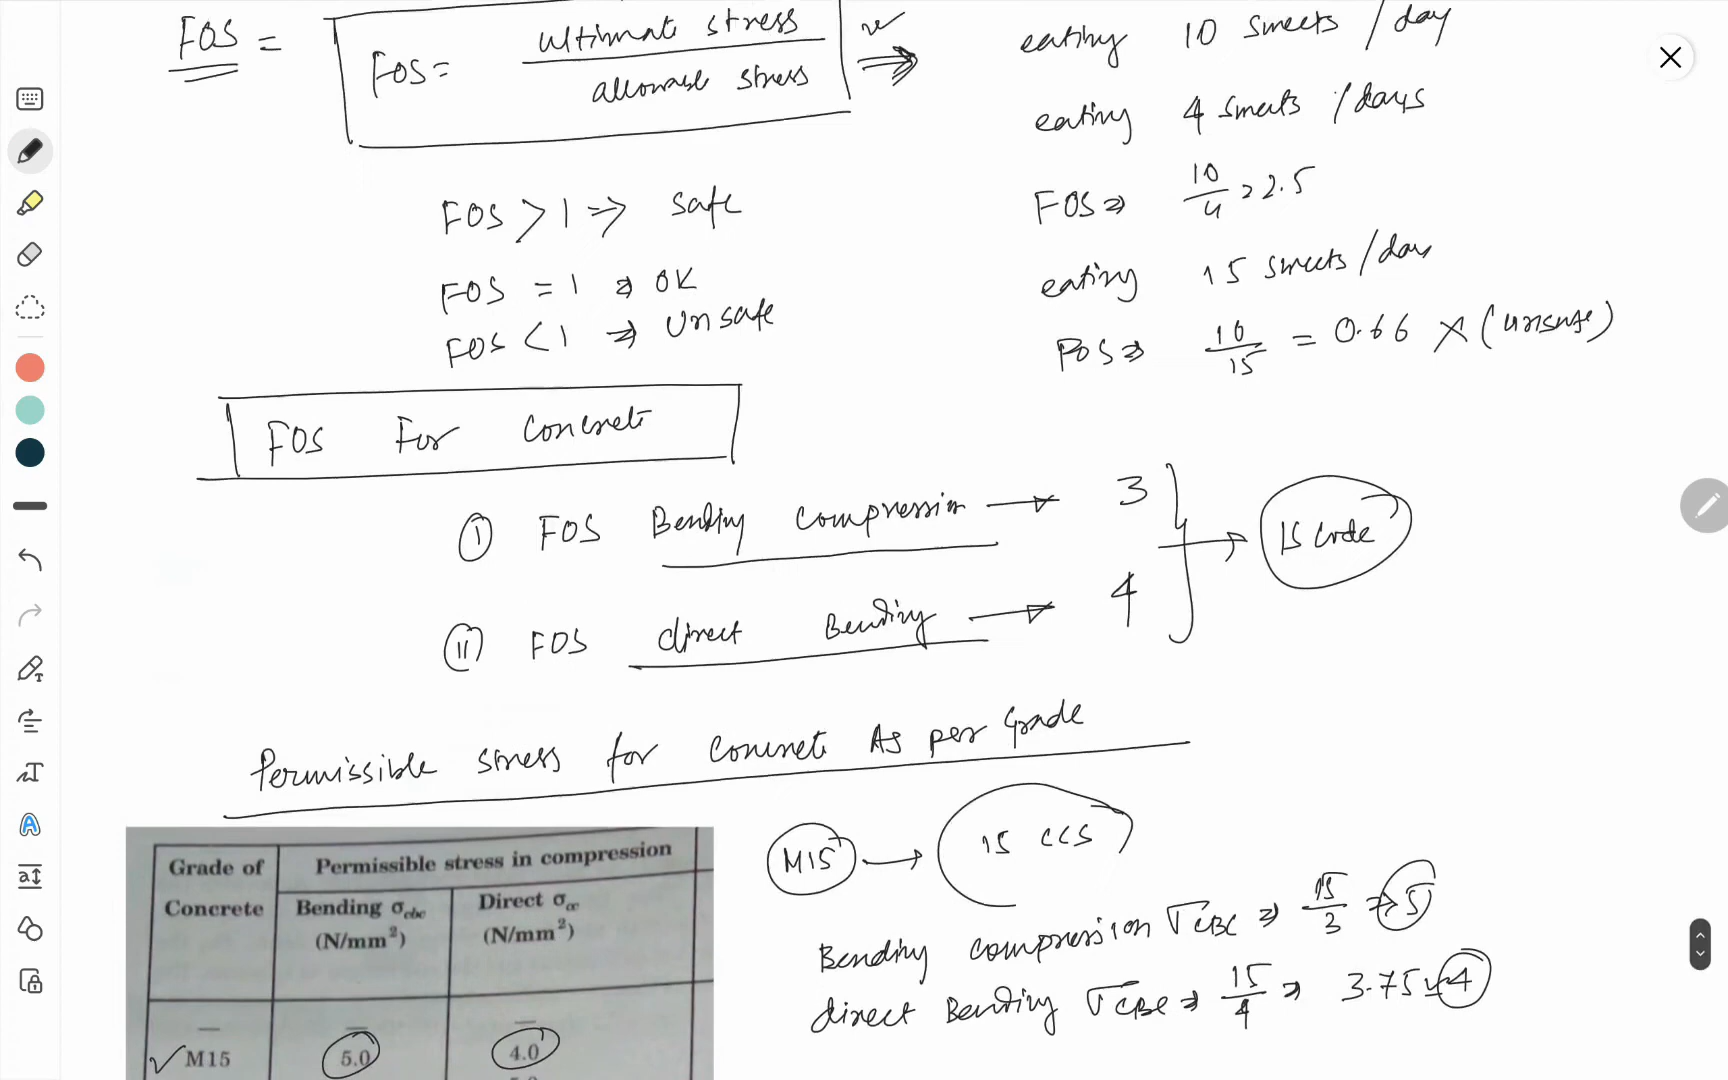 FOS =
FOS = ultimat stress / allowable stress
eating 10 sweets / day
eating 4 sweets / days
FOS ⇒ 10/4 = 2.5
eating 15 sweets / day
FOS ⇒ 10/15 = 0.66 × (unsafe)
FOS > 1 ⇒ safe
FOS = 1 ⇒ OK
FOS < 1 ⇒ Unsafe
FOS For Concrete
(I) FOS Bending compression → 3
(II) FOS direct Bending → 4
IS Code
Permissible stress for Concrete As per Grade
M15 → 15 CCS
Bending compression σCBC ⇒ 15/3 ⇒ 5
direct Bending σCBC ⇒ 15/4 ⇒ 3.75 ≈ 4
Grade of Concrete
Permissible stress in compression
Bending σcbc (N/mm²)
Direct σcc (N/mm²)
— — —
✓ M15 5.0 4.0